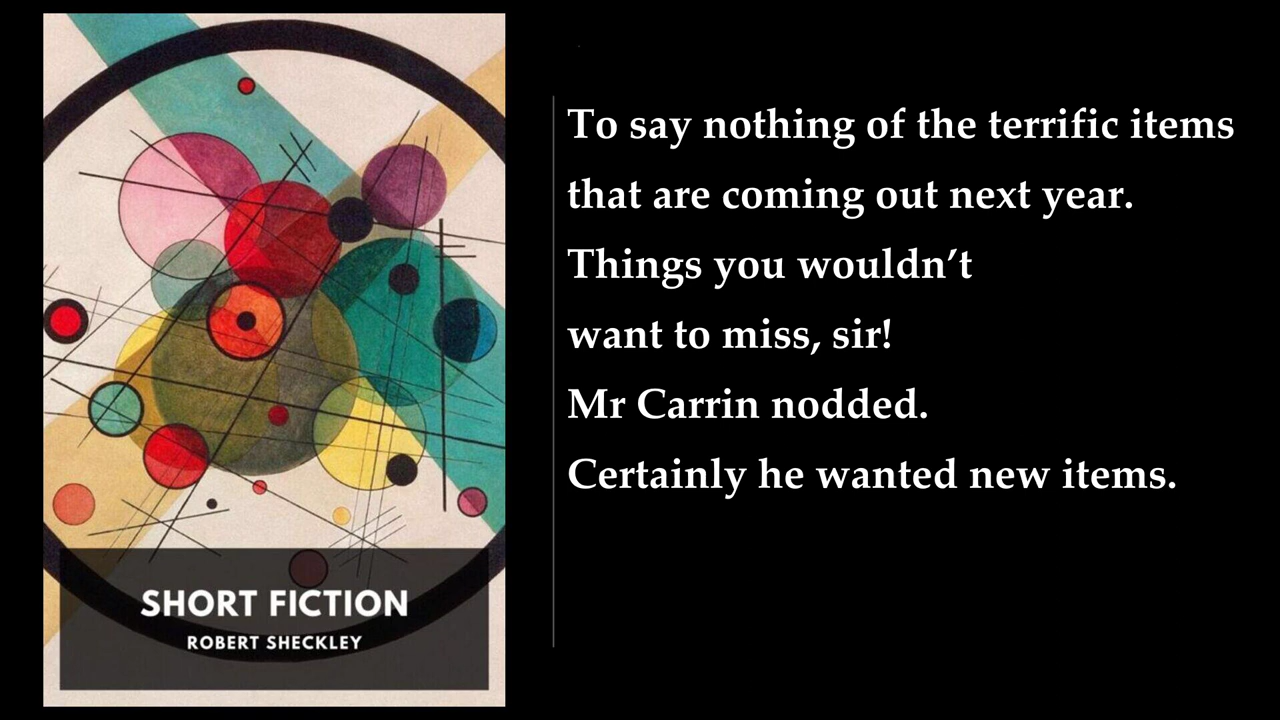 SHORT FICTION
ROBERT SHECKLEY
To say nothing of the terrific items
that are coming out next year.
Things you wouldn’t
want to miss, sir!
Mr Carrin nodded.
Certainly he wanted new items.